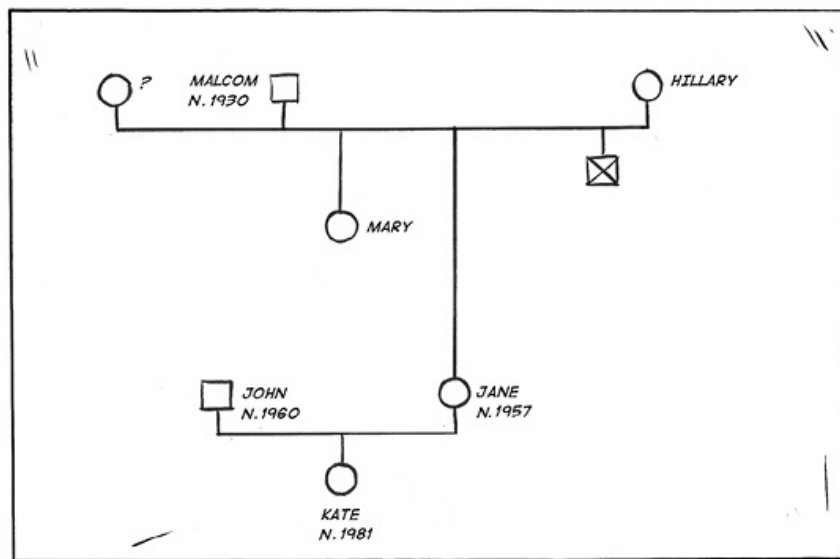 ?
MALCOM
N. 1930
HILLARY
MARY
JOHN
N. 1960
JANE
N. 1957
KATE
N. 1981